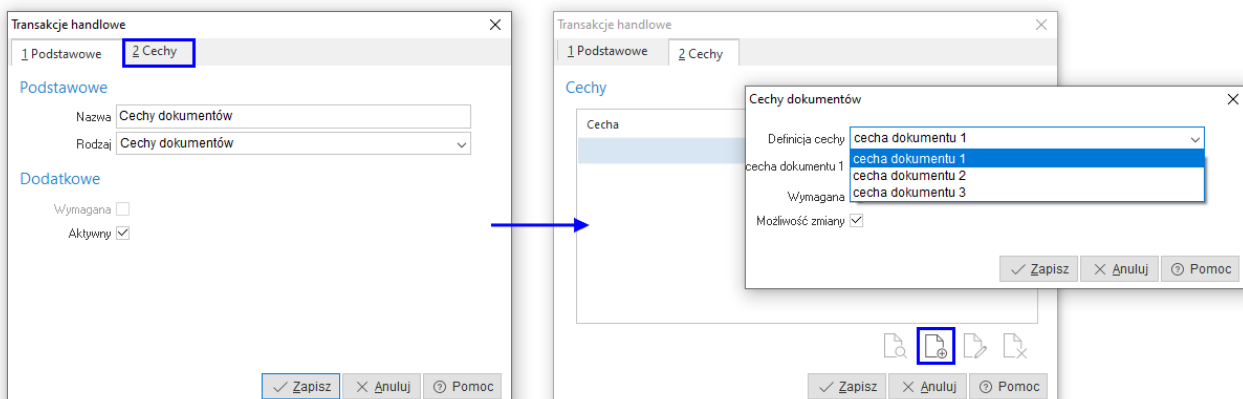 Transakcje handlowe
1 Podstawowe
2 Cechy
Podstawowe
Nazwa Cechy dokumentów
Rodzaj Cechy dokumentów
Dodatkowe
Wymagana
Aktywny
Zapisz
Anuluj
Pomoc
Transakcje handlowe
1 Podstawowe
2 Cechy
Cechy
Cecha
Cechy dokumentów
Definicja cechy cecha dokumentu 1
cecha dokumentu 1
cecha dokumentu 1
cecha dokumentu 2
cecha dokumentu 3
Wymagana
Możliwość zmiany
Zapisz
Anuluj
Pomoc
Zapisz
Anuluj
Pomoc